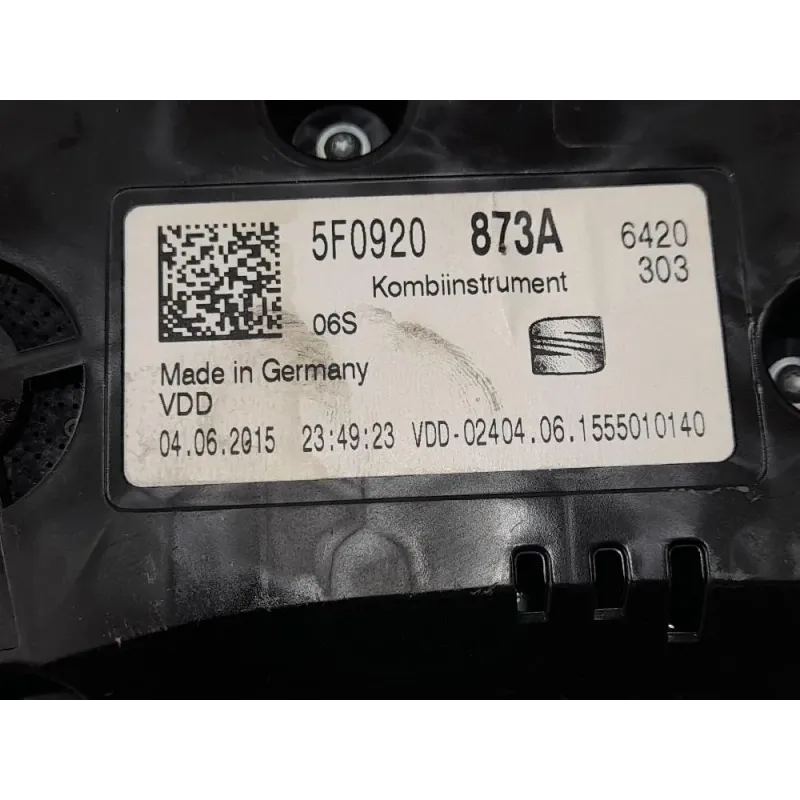 5F0920 873A 6420
Kombiinstrument 303
06S
Made in Germany
VDD
04.06.2015 23:49:23 VDD-02404.06.1555010140